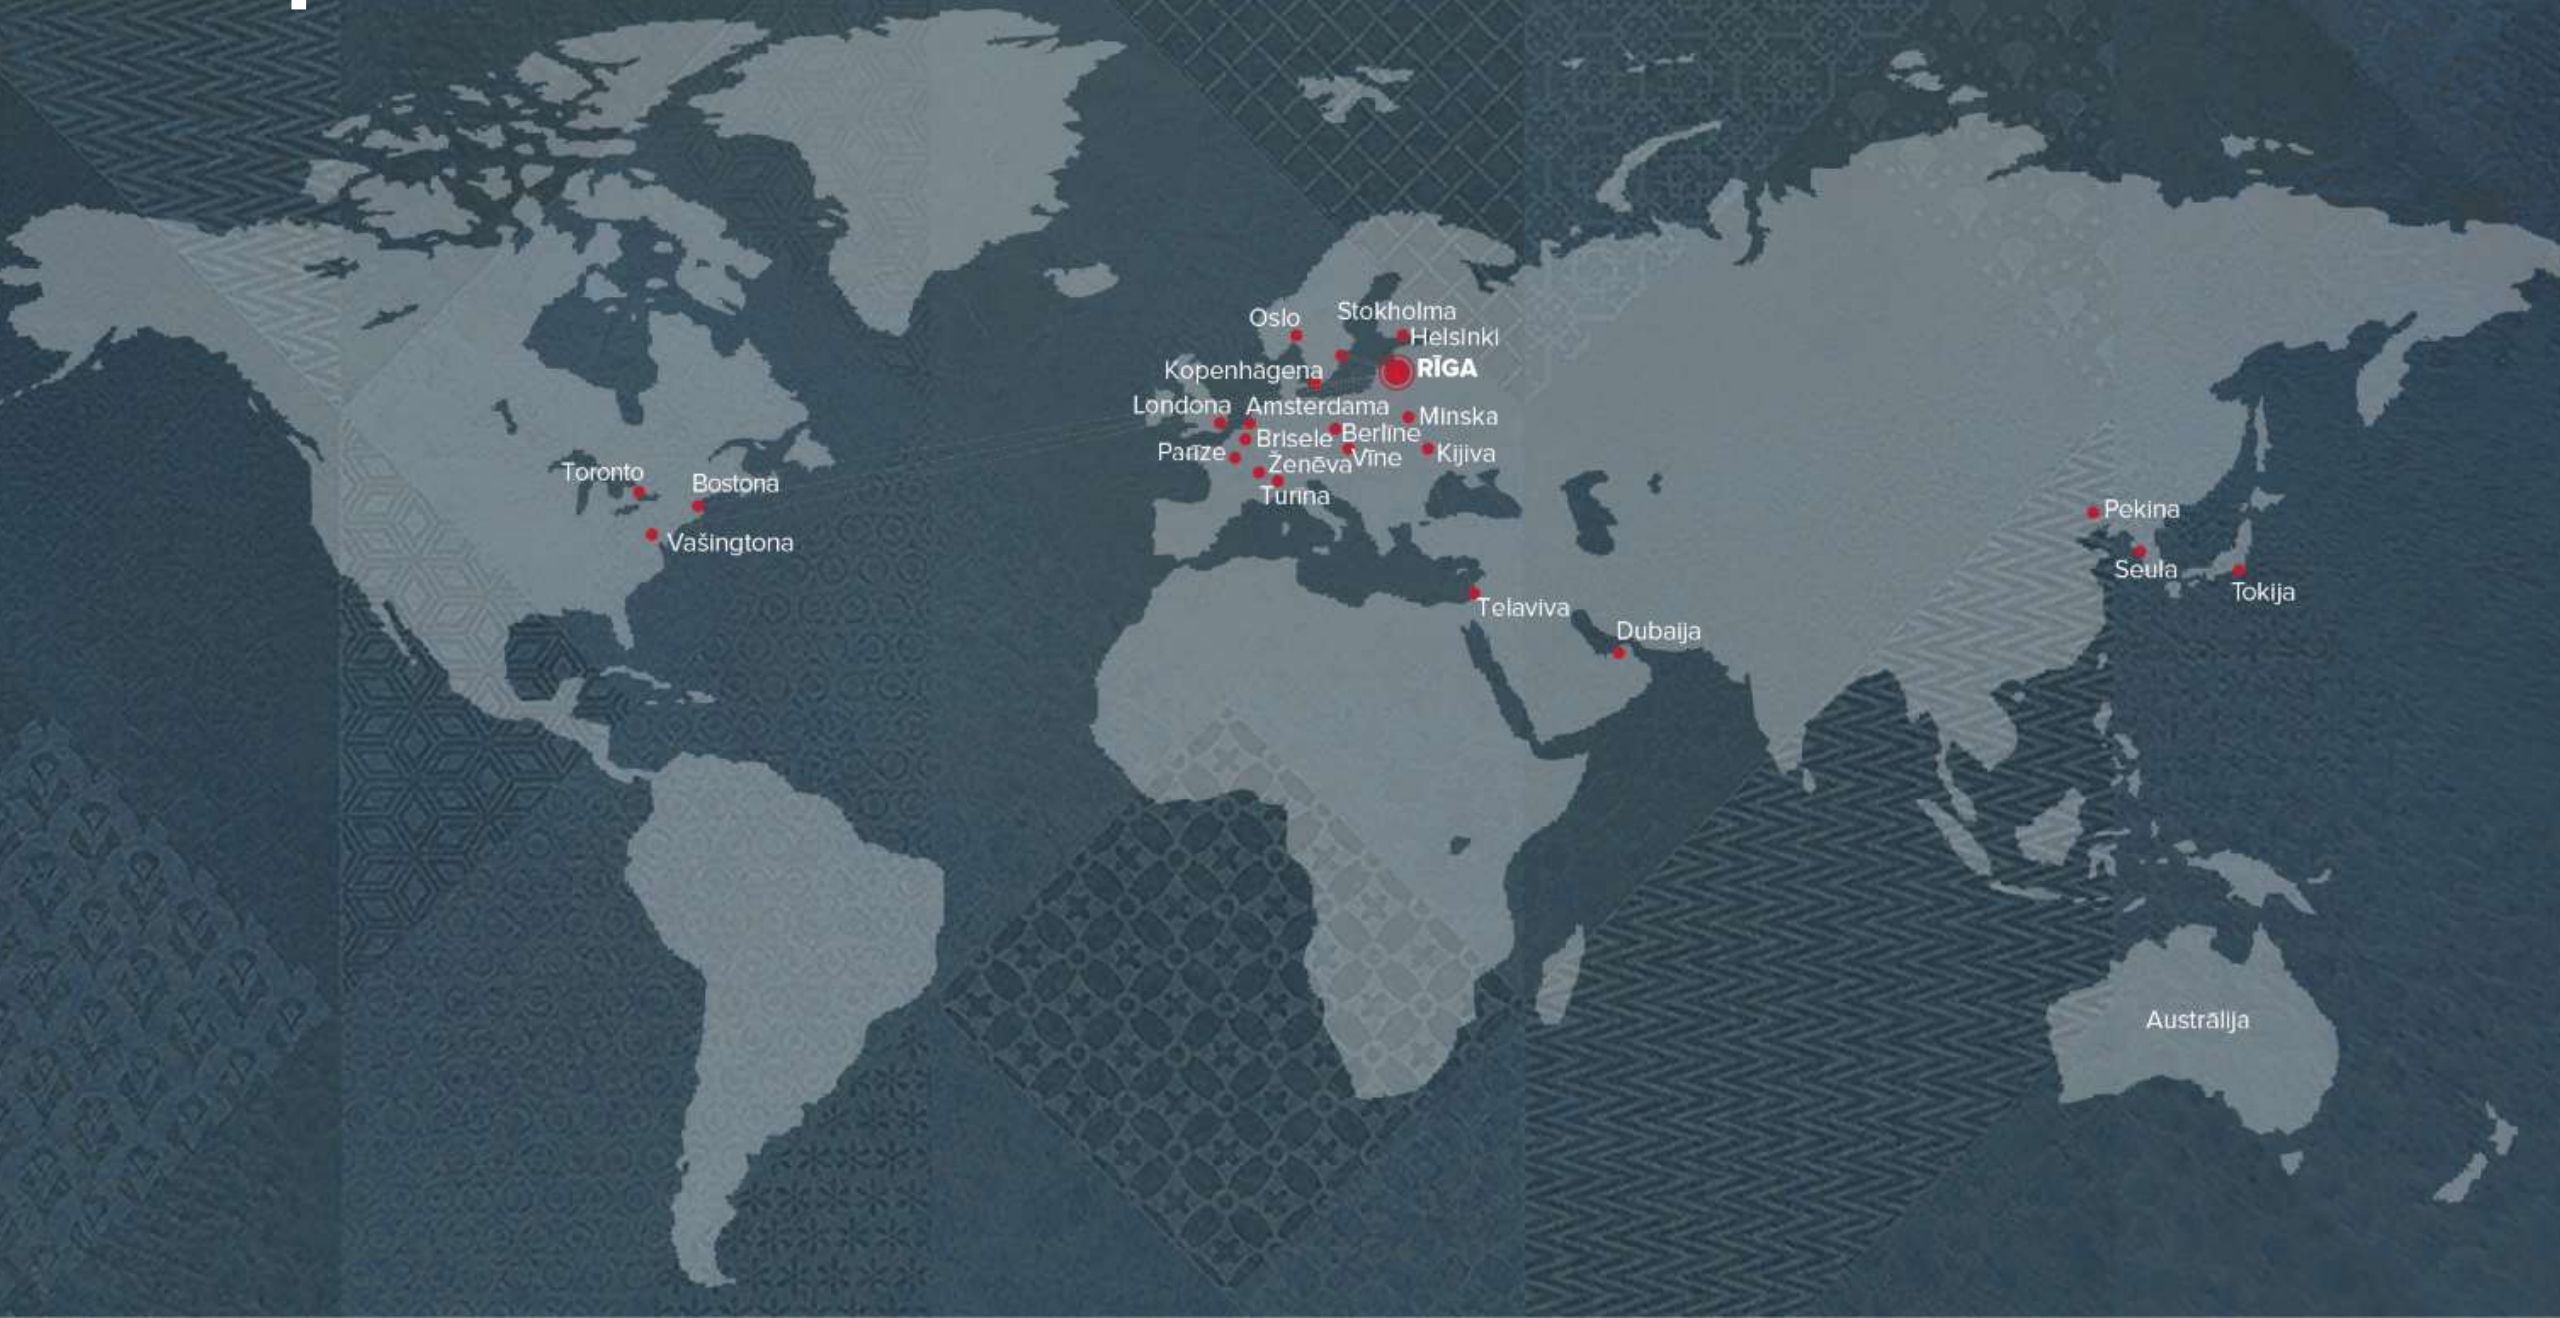 Stokholma
Oslo
Helsinki
RĪGA
Kopenhāgena
Londona
Amsterdama
Minska
Berlīne
Brisele
Parīze
Kijiva
Vīne
Ženēva
Turīna
Toronto
Bostona
Vašingtona
Pekina
Seula
Tokija
Telaviva
Dubaija
Austrālija